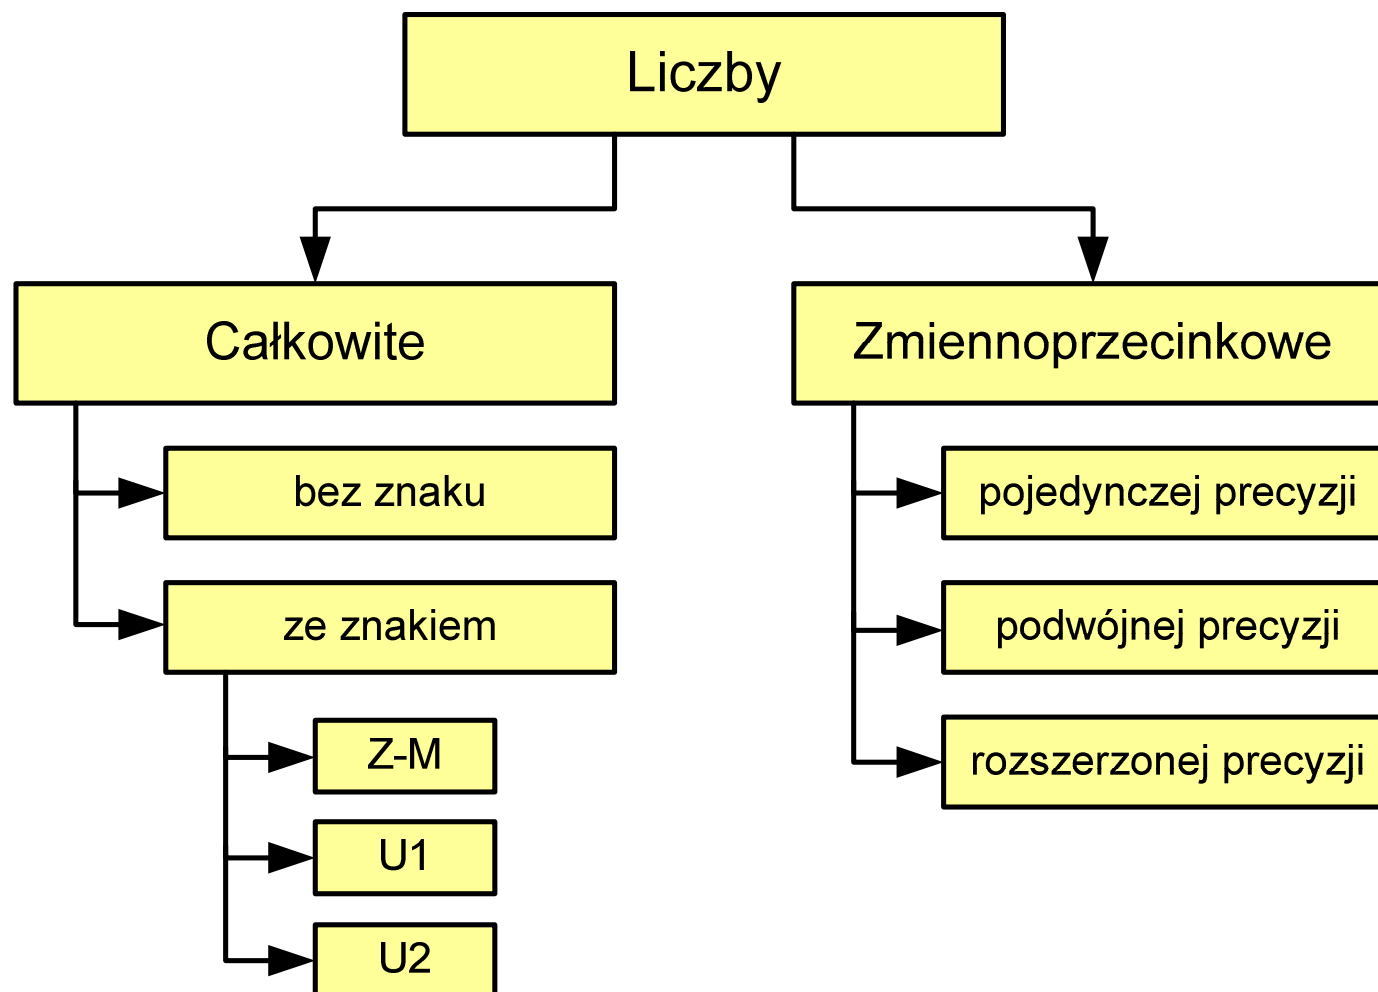 Liczby
Całkowite
bez znaku
ze znakiem
Z-M
U1
U2
Zmiennoprzecinkowe
pojedynczej precyzji
podwójnej precyzji
rozszerzonej precyzji